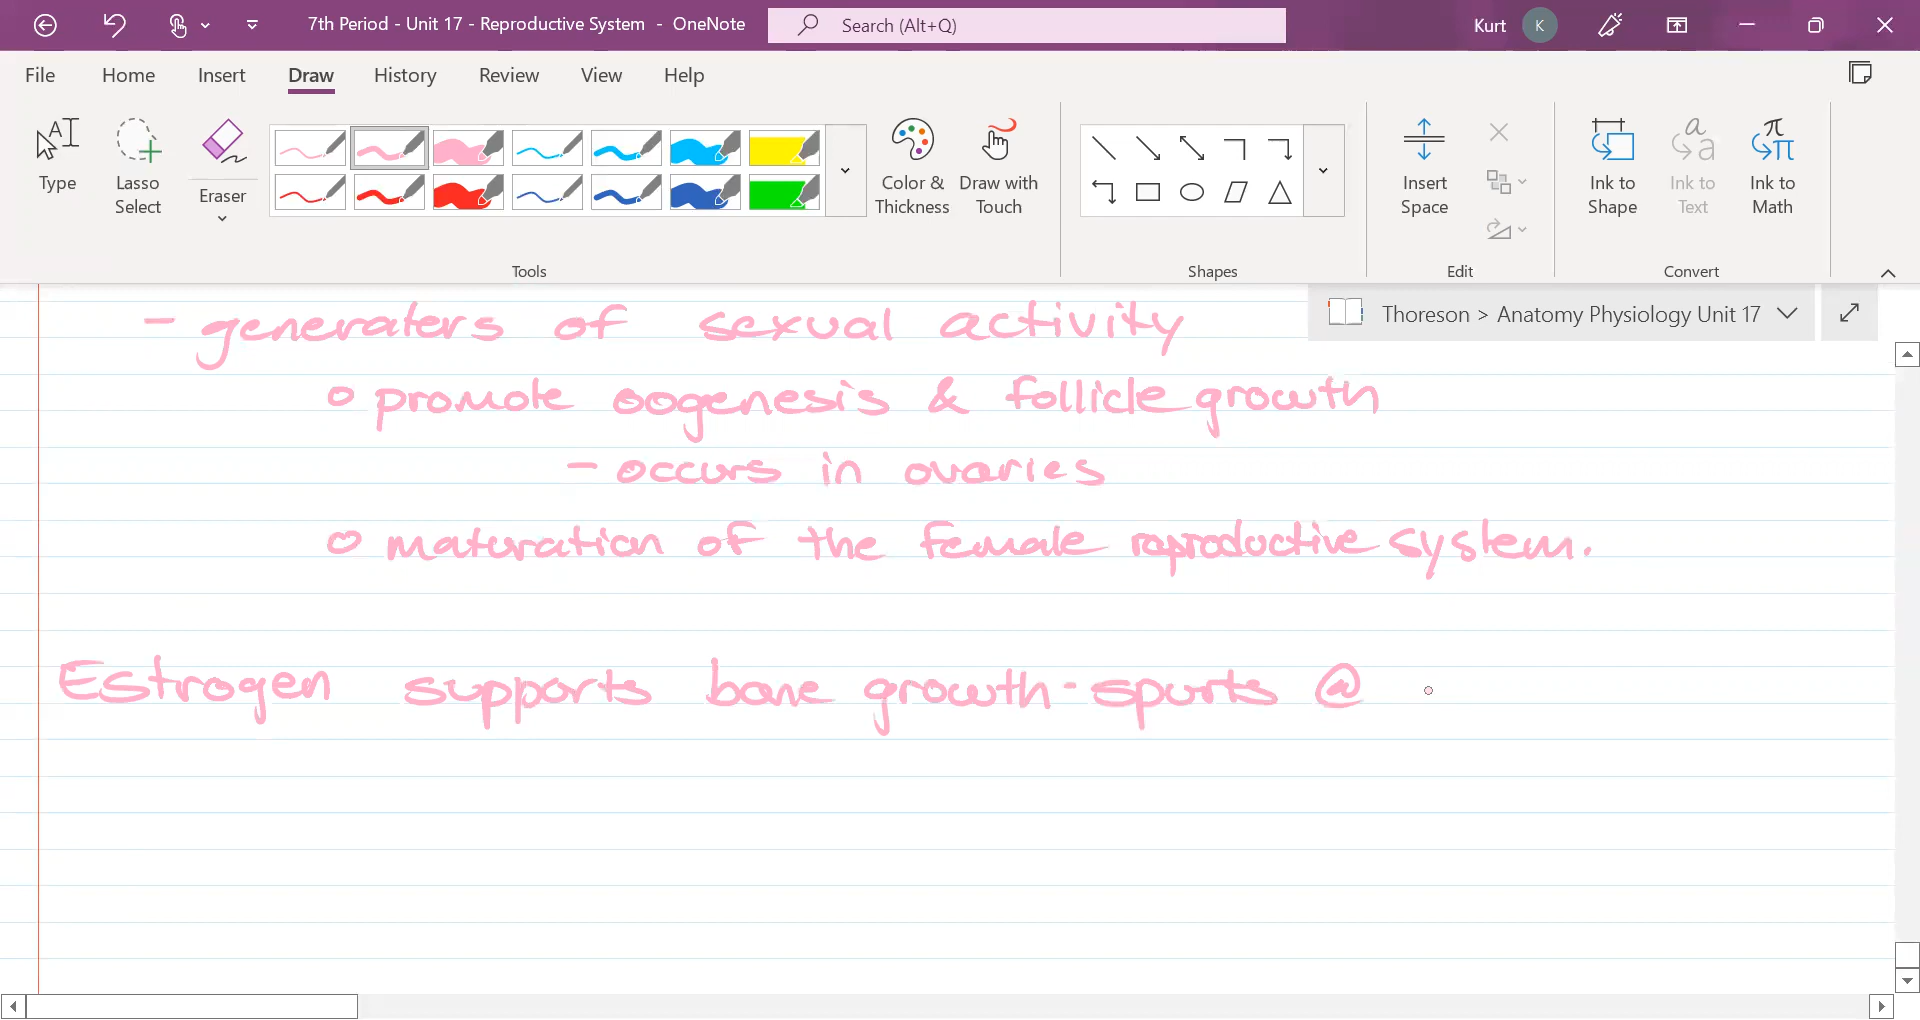 7th Period - Unit 17 - Reproductive System - OneNote
Search (Alt+Q)
Kurt
K
File Home Insert Draw History Review View Help
Type
Lasso Select
Eraser
Color & Thickness
Draw with Touch
Insert Space
Ink to Shape
Ink to Text
Ink to Math
Tools
Shapes
Edit
Convert
Thoreson > Anatomy Physiology Unit 17
- generaters of sexual activity
o promote oogenesis & follicle growth
- occurs in ovaries
o maturation of the female reproductive system.
Estrogen supports bone growth-spurts @